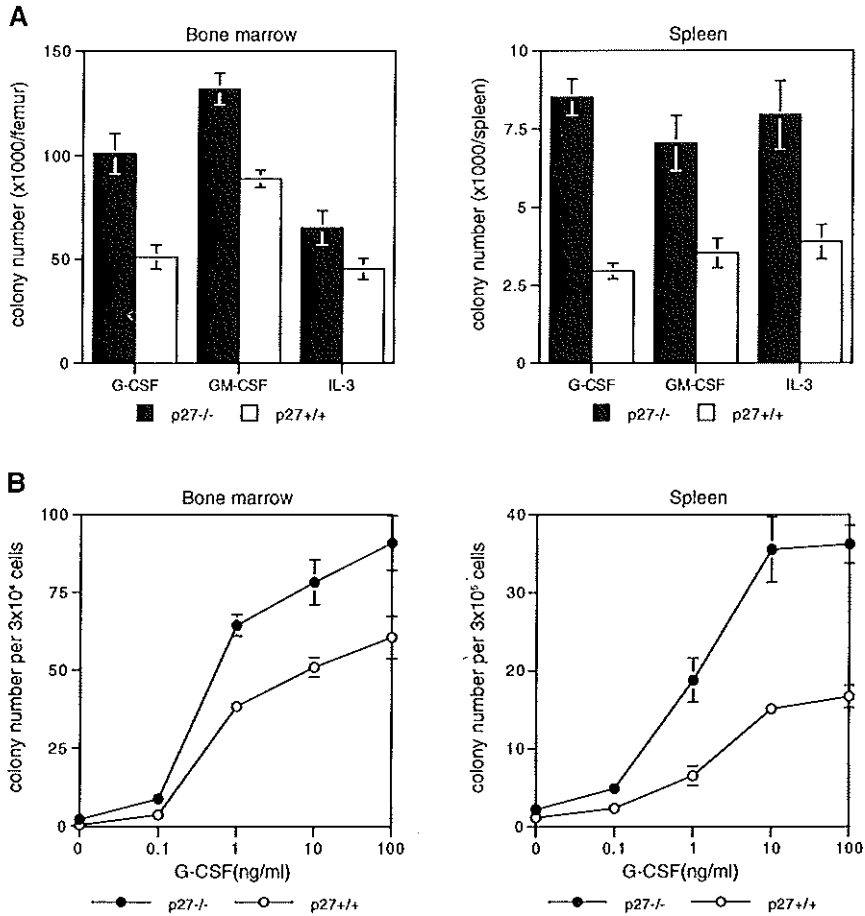 A
Bone marrow
colony number (x1000/femur)
150
100
50
0
G-CSF GM-CSF IL-3
p27-/- p27+/+
Spleen
colony number (x1000/spleen)
10
7.5
5
2.5
0
G-CSF GM-CSF IL-3
p27-/- p27+/+
B
Bone marrow
colony number per 3x10⁴ cells
100
75
50
25
0
0 0.1 1 10 100
G-CSF(ng/ml)
p27-/- p27+/+
Spleen
colony number per 3x10⁵ cells
40
30
20
10
0
0 0.1 1 10 100
G-CSF(ng/ml)
p27-/- p27+/+